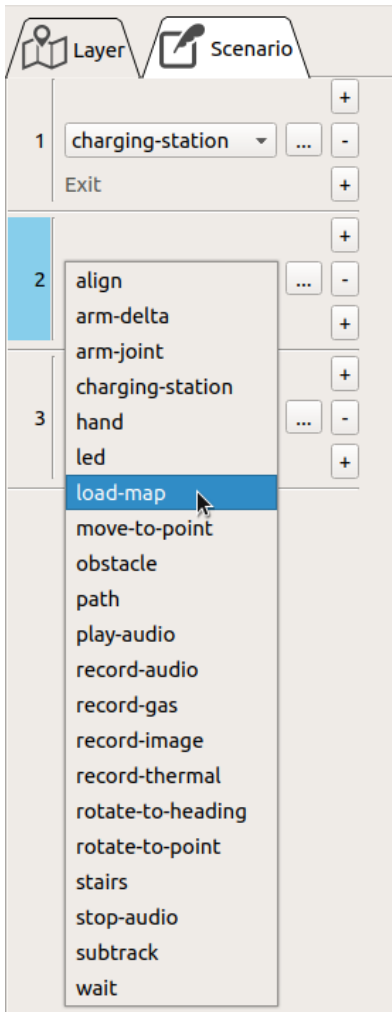 Layer
Scenario
+
1 charging-station ... -
Exit +
+
2 ... -
+
+
3 ... -
+
align
arm-delta
arm-joint
charging-station
hand
led
load-map
move-to-point
obstacle
path
play-audio
record-audio
record-gas
record-image
record-thermal
rotate-to-heading
rotate-to-point
stairs
stop-audio
subtrack
wait